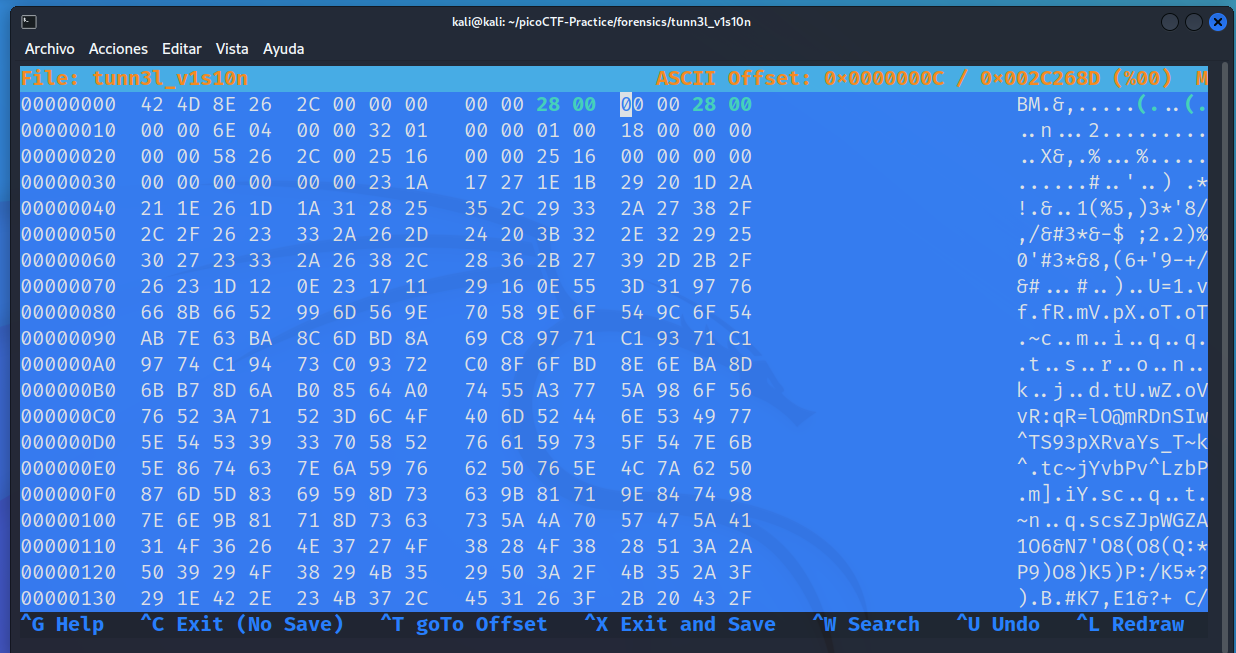 kali@kali: ~/picoCTF-Practice/forensics/tunn3l_v1s10n
Archivo Acciones Editar Vista Ayuda
File: tunn3l_v1s10n ASCII Offset: 0×0000000C / 0×002C268D (%00) M
00000000 42 4D 8E 26 2C 00 00 00 00 00 28 00 00 00 28 00 BM.&,.....(...(.
00000010 00 00 6E 04 00 00 32 01 00 00 01 00 18 00 00 00 ..n...2.........
00000020 00 00 58 26 2C 00 25 16 00 00 25 16 00 00 00 00 ..X&,.%...%.....
00000030 00 00 00 00 00 00 23 1A 17 27 1E 1B 29 20 1D 2A ......#..'..) .*
00000040 21 1E 26 1D 1A 31 28 25 35 2C 29 33 2A 27 38 2F !.&..1(%5,)3*'8/
00000050 2C 2F 26 23 33 2A 26 2D 24 20 3B 32 2E 32 29 25 ,/&#3*&-$ ;2.2)%
00000060 30 27 23 33 2A 26 38 2C 28 36 2B 27 39 2D 2B 2F 0'#3*&8,(6+'9-+/
00000070 26 23 1D 12 0E 23 17 11 29 16 0E 55 3D 31 97 76 &#...#..)..U=1.v
00000080 66 8B 66 52 99 6D 56 9E 70 58 9E 6F 54 9C 6F 54 f.fR.mV.pX.oT.oT
00000090 AB 7E 63 BA 8C 6D BD 8A 69 C8 97 71 C1 93 71 C1 .~c..m..i..q..q.
000000A0 97 74 C1 94 73 C0 93 72 C0 8F 6F BD 8E 6E BA 8D .t..s..r..o..n..
000000B0 6B B7 8D 6A B0 85 64 A0 74 55 A3 77 5A 98 6F 56 k..j..d.tU.wZ.oV
000000C0 76 52 3A 71 52 3D 6C 4F 40 6D 52 44 6E 53 49 77 vR:qR=lO@mRDnSIw
000000D0 5E 54 53 39 33 70 58 52 76 61 59 73 5F 54 7E 6B ^TS93pXRvaYs_T~k
000000E0 5E 86 74 63 7E 6A 59 76 62 50 76 5E 4C 7A 62 50 ^.tc~jYvbPv^LzbP
000000F0 87 6D 5D 83 69 59 8D 73 63 9B 81 71 9E 84 74 98 .m].iY.sc..q..t.
00000100 7E 6E 9B 81 71 8D 73 63 73 5A 4A 70 57 47 5A 41 ~n..q.scsZJpWGZA
00000110 31 4F 36 26 4E 37 27 4F 38 28 4F 38 28 51 3A 2A 1O6&N7'O8(O8(Q:*
00000120 50 39 29 4F 38 29 4B 35 29 50 3A 2F 4B 35 2A 3F P9)O8)K5)P:/K5*?
00000130 29 1E 42 2E 23 4B 37 2C 45 31 26 3F 2B 20 43 2F ).B.#K7,E1&?+ C/
^G Help ^C Exit (No Save) ^T goTo Offset ^X Exit and Save ^W Search ^U Undo ^L Redraw